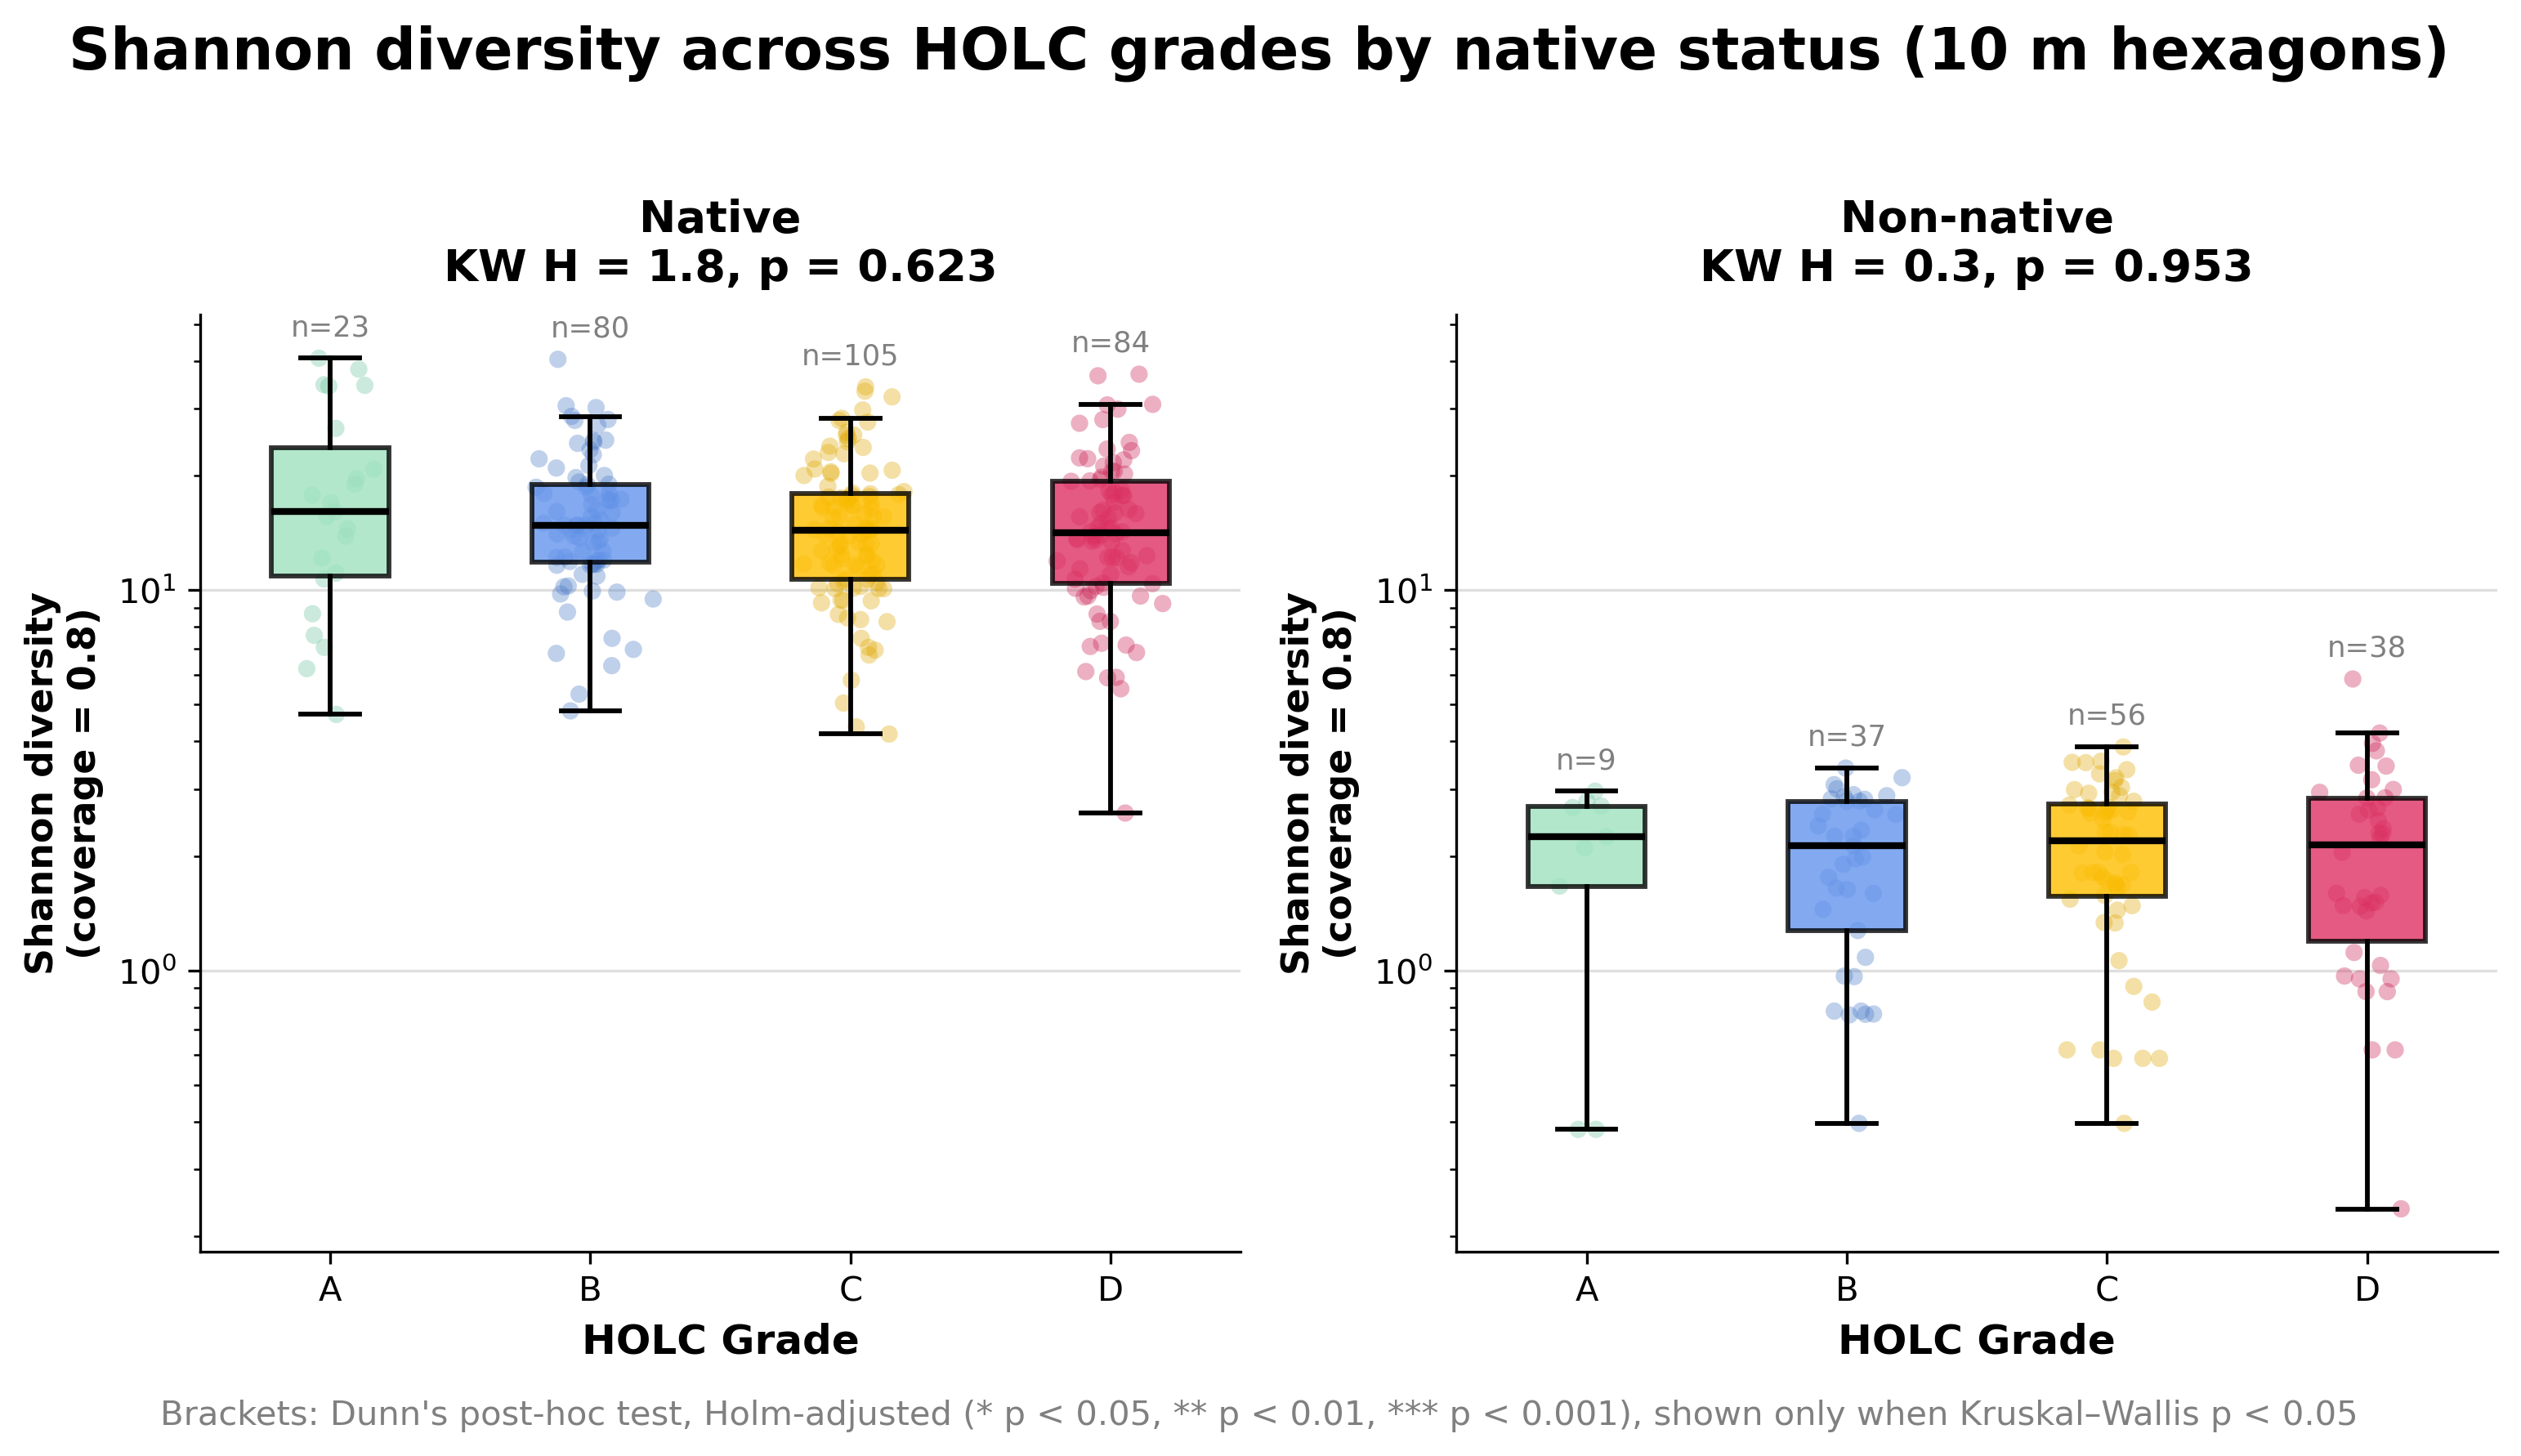 Shannon diversity across HOLC grades by native status (10 m hexagons)
Native
KW H = 1.8, p = 0.623
n=23
n=80
n=105
n=84
Shannon diversity
(coverage = 0.8)
10¹
10⁰
A
B
C
D
HOLC Grade
Non-native
KW H = 0.3, p = 0.953
n=9
n=37
n=56
n=38
Shannon diversity
(coverage = 0.8)
10¹
10⁰
A
B
C
D
HOLC Grade
Brackets: Dunn's post-hoc test, Holm-adjusted (* p < 0.05, ** p < 0.01, *** p < 0.001), shown only when Kruskal–Wallis p < 0.05